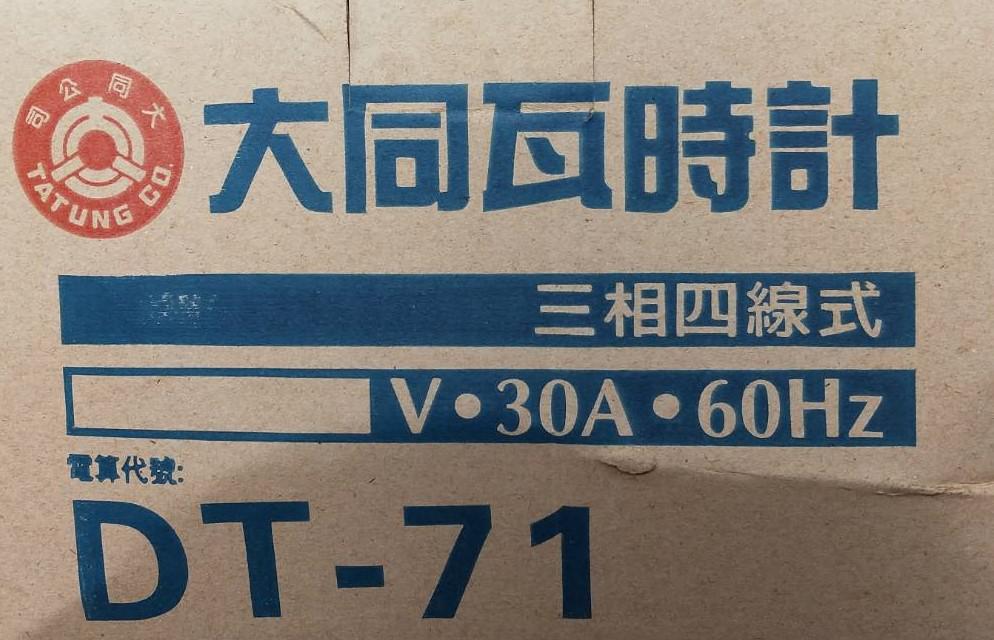 大同公司
TATUNG CO.
大同瓦時計
三相四線式
V•30A•60Hz
電算代號:
DT-71